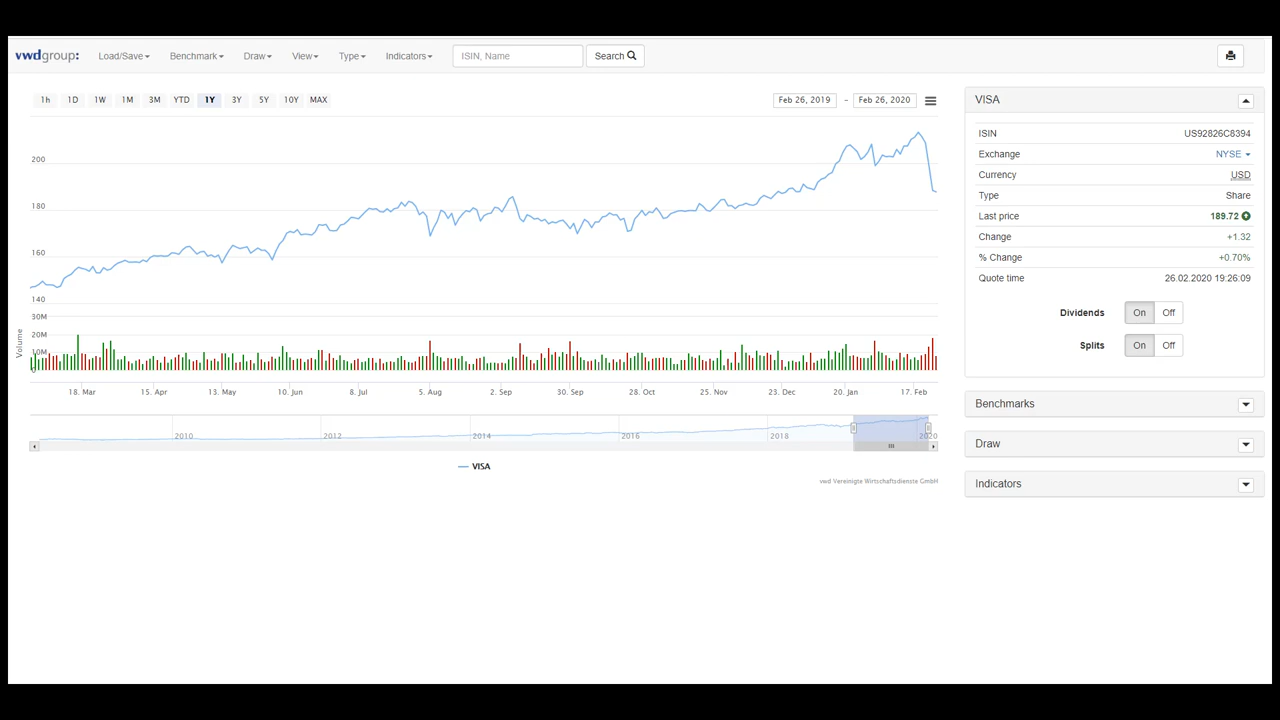 vwdgroup: Load/Save Benchmark Draw View Type Indicators ISIN, Name Search
1h 1D 1W 1M 3M YTD 1Y 3Y 5Y 10Y MAX Feb 26, 2019 - Feb 26, 2020
200
180
160
140
30M
20M
10M
0
Volume
18. Mar 15. Apr 13. May 10. Jun 8. Jul 5. Aug 2. Sep 30. Sep 28. Oct 25. Nov 23. Dec 20. Jan 17. Feb
2010 2012 2014 2016 2018 2020
VISA
vwd Vereinigte Wirtschaftsdienste GmbH
VISA
ISIN US92826C8394
Exchange NYSE
Currency USD
Type Share
Last price 189.72
Change +1.32
% Change +0.70%
Quote time 26.02.2020 19:26:09
Dividends On Off
Splits On Off
Benchmarks
Draw
Indicators